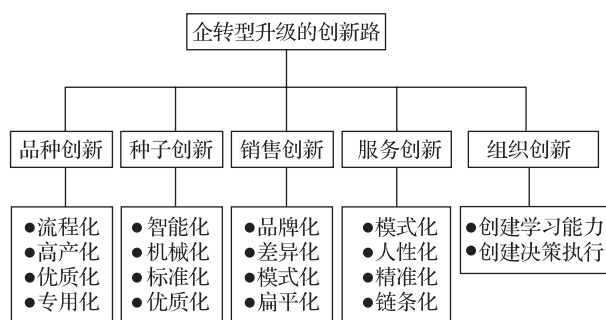 企转型升级的创新路
品种创新
种子创新
销售创新
服务创新
组织创新
●流程化
●高产化
●优质化
●专用化
●智能化
●机械化
●标准化
●优质化
●品牌化
●差异化
●模式化
●扁平化
●模式化
●人性化
●精准化
●链条化
●创建学习能力
●创建决策执行